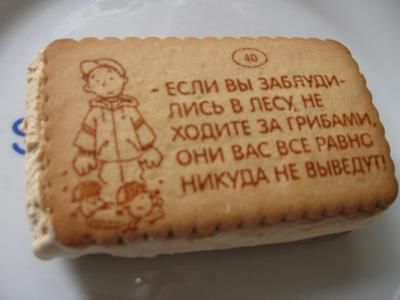 40
- ЕСЛИ ВЫ ЗАБЛУДИ-
ЛИСЬ В ЛЕСУ, НЕ
ХОДИТЕ ЗА ГРИБАМИ,
ОНИ ВАС ВСЕ РАВНО
НИКУДА НЕ ВЫВЕДУТ!
S